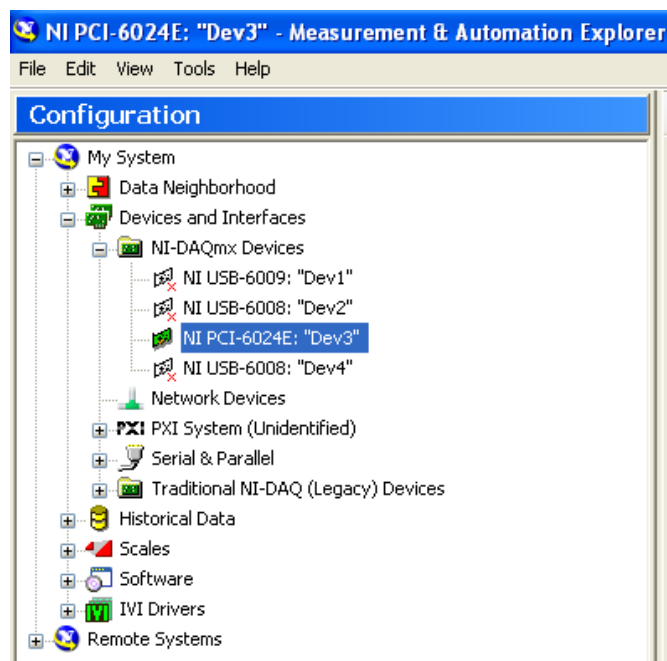 NI PCI-6024E: "Dev3" - Measurement & Automation Explorer
File Edit View Tools Help
Configuration
My System
Data Neighborhood
Devices and Interfaces
NI-DAQmx Devices
NI USB-6009: "Dev1"
NI USB-6008: "Dev2"
NI PCI-6024E: "Dev3"
NI USB-6008: "Dev4"
Network Devices
PXI PXI System (Unidentified)
Serial & Parallel
Traditional NI-DAQ (Legacy) Devices
Historical Data
Scales
Software
IVI Drivers
Remote Systems